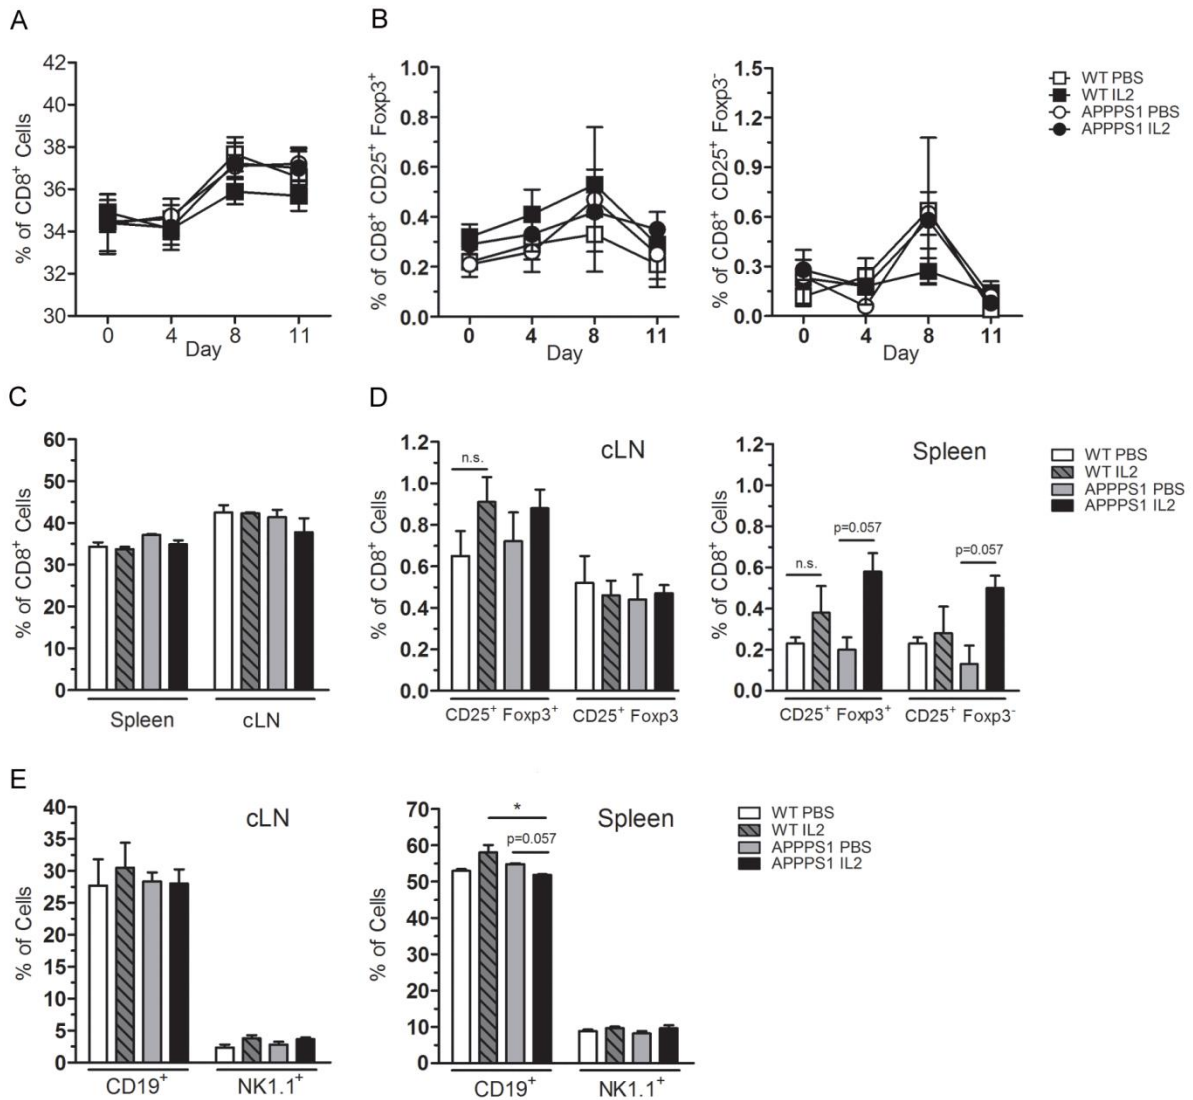 A
42
40
38
36
34
32
30
% of CD8⁺ Cells
0 4 8 11
Day
B
1.0
0.8
0.6
0.4
0.2
0.0
% of CD8⁺ CD25⁺ Foxp3⁺
0 4 8 11
Day
1.5
1.2
0.9
0.6
0.3
0.0
% of CD8⁺ CD25⁺ Foxp3⁻
0 4 8 11
Day
WT PBS
WT IL2
APPPS1 PBS
APPPS1 IL2
C
60
50
40
30
20
10
0
% of CD8⁺ Cells
Spleen cLN
D
cLN
1.2
1.0
0.8
0.6
0.4
0.2
0.0
% of CD8⁺ Cells
n.s.
CD25⁺ Foxp3⁺ CD25⁺ Foxp3
Spleen
1.2
1.0
0.8
0.6
0.4
0.2
0.0
% of CD8⁺ Cells
n.s.
p=0.057
p=0.057
CD25⁺ Foxp3⁺ CD25⁺ Foxp3⁻
WT PBS
WT IL2
APPPS1 PBS
APPPS1 IL2
E
cLN
40
35
30
25
20
15
10
5
0
% of Cells
CD19⁺ NK1.1⁺
Spleen
70
60
50
40
30
20
10
0
% of Cells
*
p=0.057
CD19⁺ NK1.1⁺
WT PBS
WT IL2
APPPS1 PBS
APPPS1 IL2